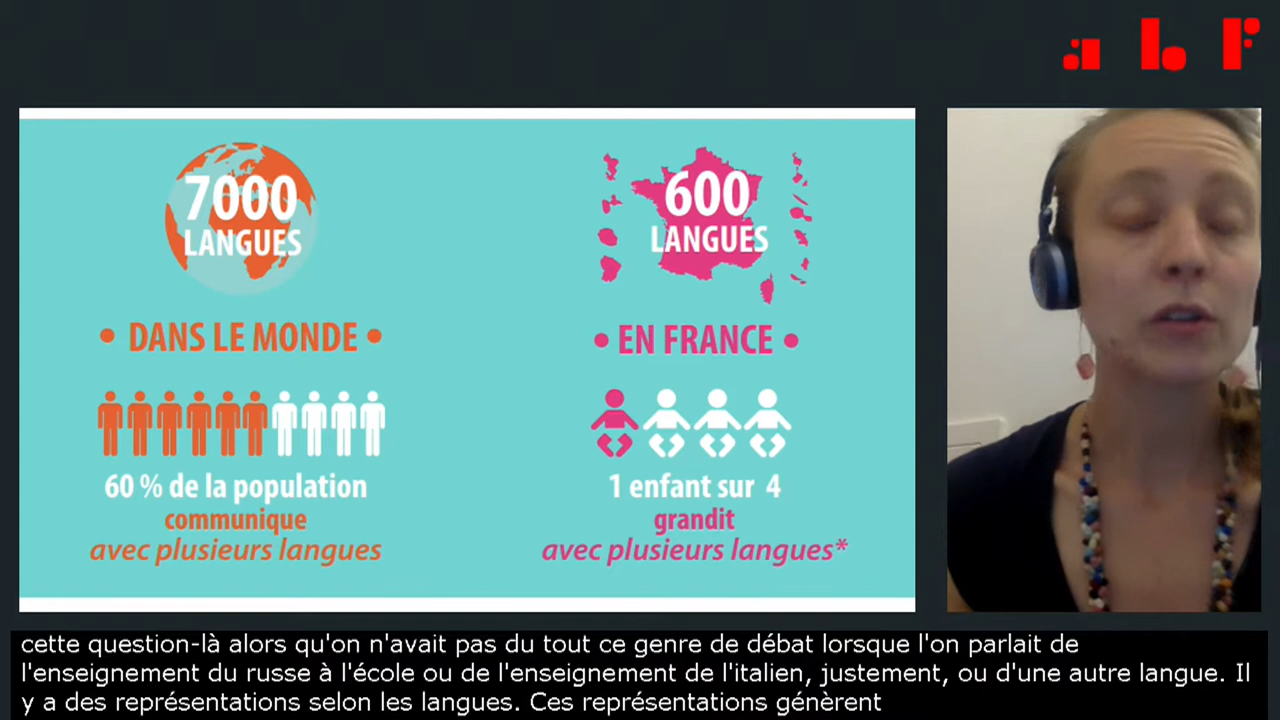 abF
7000
LANGUES
• DANS LE MONDE •
60 % de la population
communique
avec plusieurs langues
600
LANGUES
• EN FRANCE •
1 enfant sur 4
grandit
avec plusieurs langues*
cette question-là alors qu'on n'avait pas du tout ce genre de débat lorsque l'on parlait de
l'enseignement du russe à l'école ou de l'enseignement de l'italien, justement, ou d'une autre langue. Il
y a des représentations selon les langues. Ces représentations génèrent